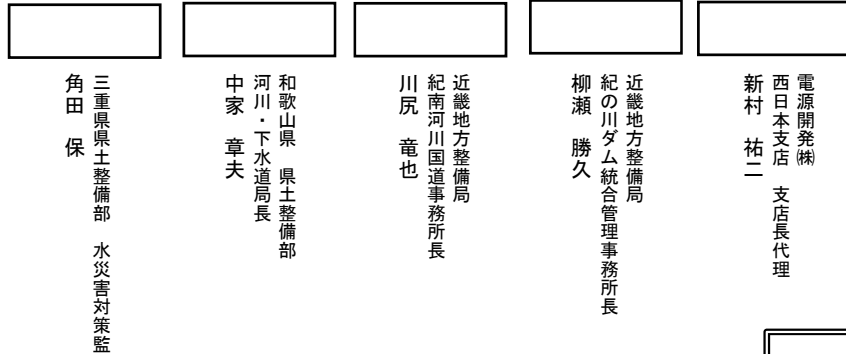 電源開発㈱
西日本支店　支店長代理
新村　祐二
近畿地方整備局
紀の川ダム統合管理事務所長
柳瀬　勝久
近畿地方整備局
紀南河川国道事務所長
川尻　竜也
和歌山県　県土整備部
河川・下水道局長
中家　章夫
三重県県土整備部　水災害対策監
角田　保